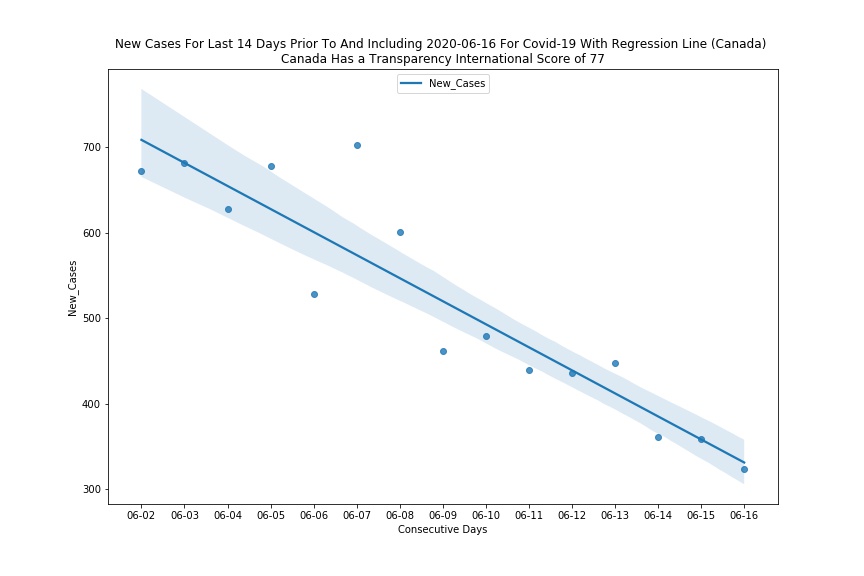 New Cases For Last 14 Days Prior To And Including 2020-06-16 For Covid-19 With Regression Line (Canada)
Canada Has a Transparency International Score of 77
New_Cases
700
600
500
400
300
New_Cases
06-02 06-03 06-04 06-05 06-06 06-07 06-08 06-09 06-10 06-11 06-12 06-13 06-14 06-15 06-16
Consecutive Days